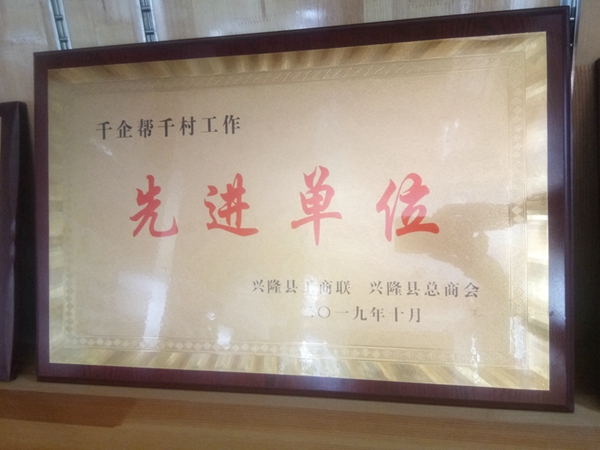 千企帮千村工作
先进单位
兴隆县工商联 兴隆县总商会
二〇一九年十月